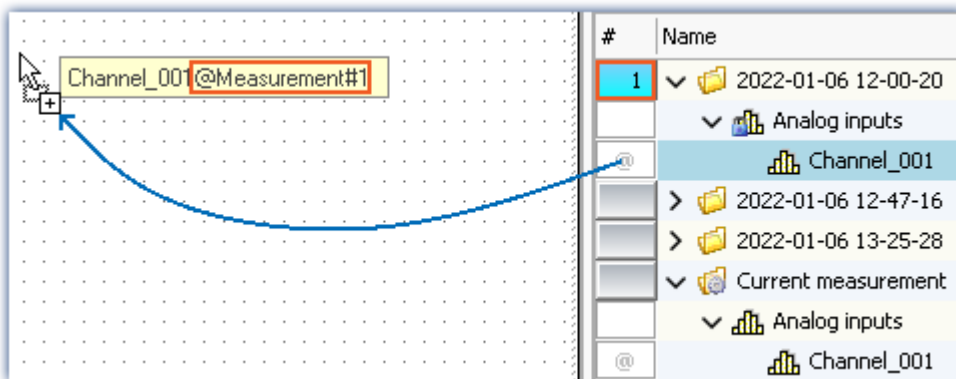 Channel_001@Measurement#1
# Name
1 2022-01-06 12-00-20
Analog inputs
@ Channel_001
2022-01-06 12-47-16
2022-01-06 13-25-28
Current measurement
Analog inputs
@ Channel_001